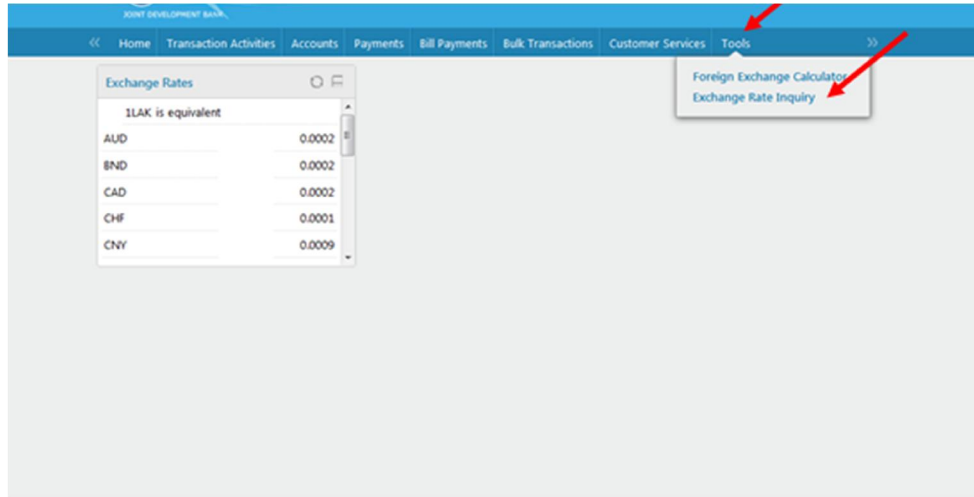 JOINT DEVELOPMENT BANK
Home Transaction Activities Accounts Payments Bill Payments Bulk Transactions Customer Services Tools
Foreign Exchange Calculator
Exchange Rate Inquiry
Exchange Rates
1LAK is equivalent
AUD 0.0002
BND 0.0002
CAD 0.0002
CHF 0.0001
CNY 0.0009